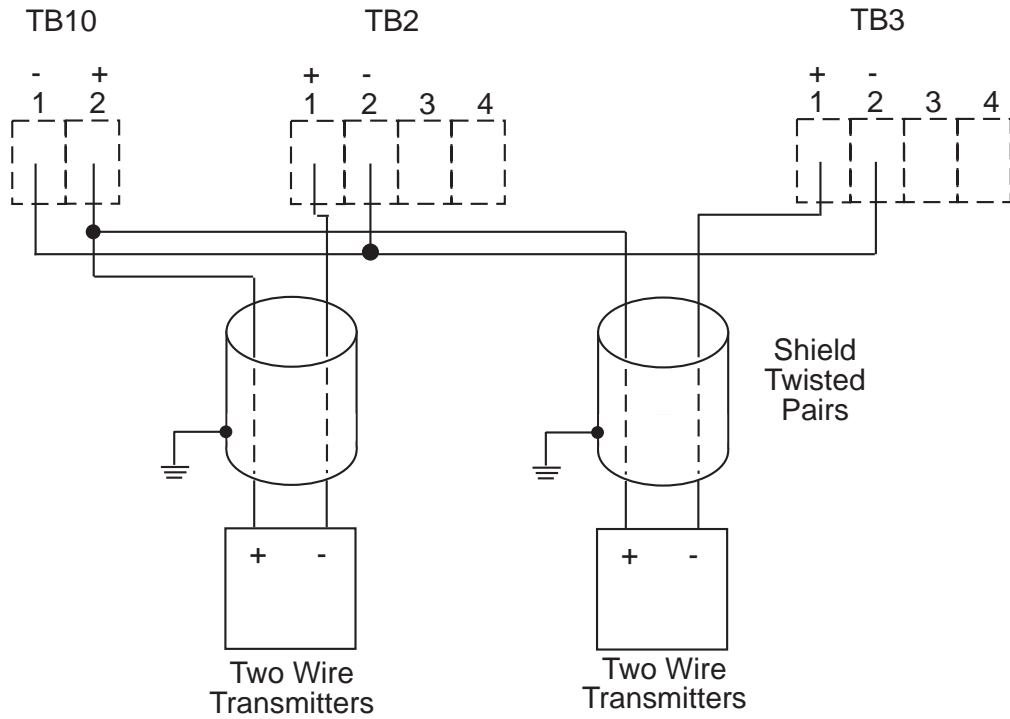 TB10 TB2 TB3
- + + - + -
1 2 1 2 3 4 1 2 3 4
Shield
Twisted
Pairs
+ - + -
Two Wire
Transmitters
Two Wire
Transmitters